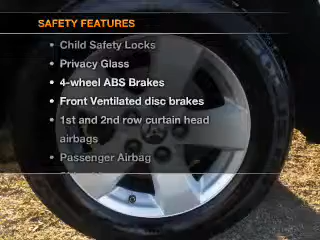 SAFETY FEATURES
• Child Safety Locks
• Privacy Glass
• 4-wheel ABS Brakes
• Front Ventilated disc brakes
• 1st and 2nd row curtain head
airbags
• Passenger Airbag